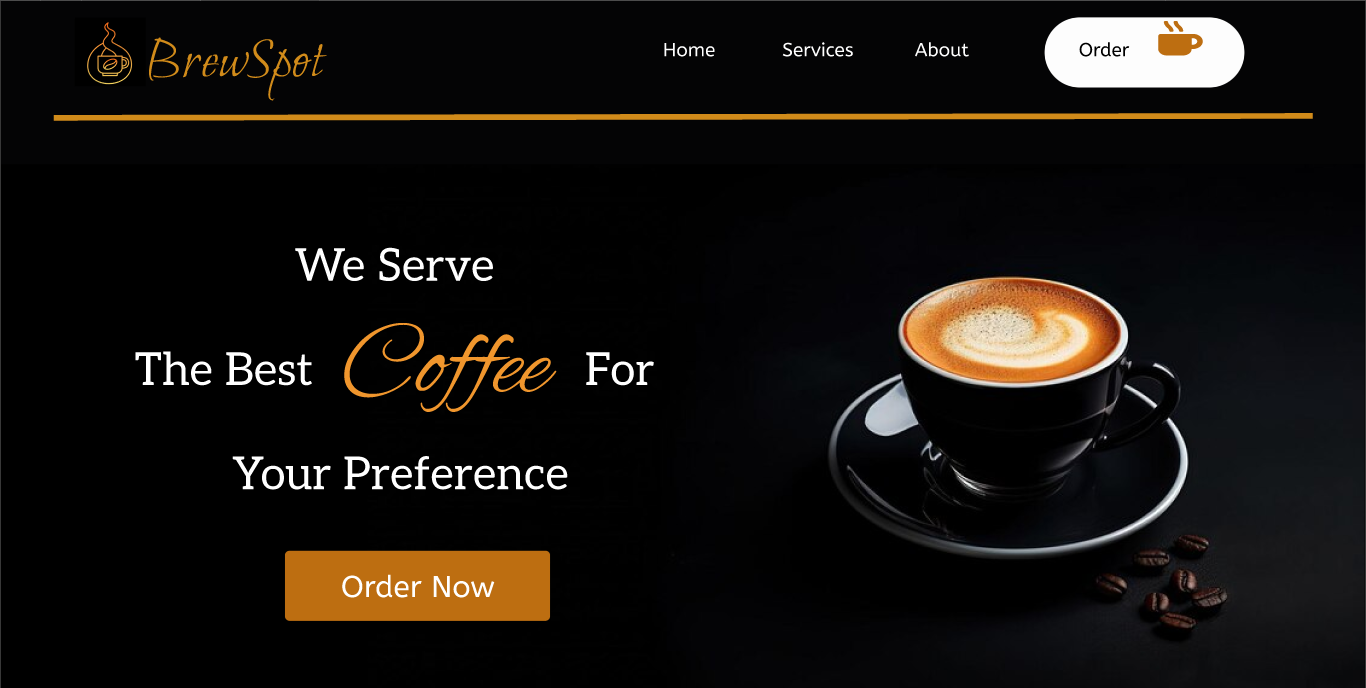 BrewSpot
Home Services About Order
We Serve
The Best Coffee For
Your Preference
Order Now